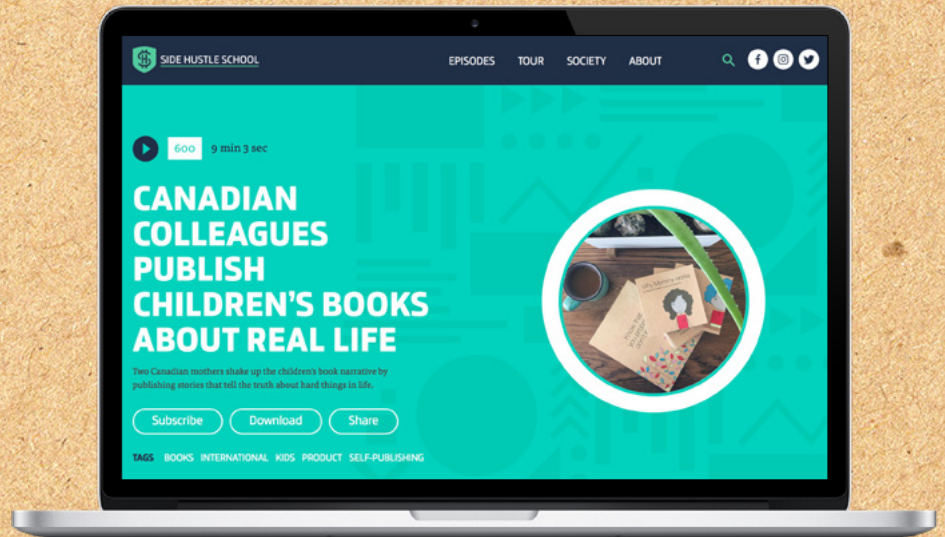 SIDE HUSTLE SCHOOL
EPISODES TOUR SOCIETY ABOUT
600 9 min 3 sec
CANADIAN
COLLEAGUES
PUBLISH
CHILDREN'S BOOKS
ABOUT REAL LIFE
Two Canadian mothers shake up the children's book narrative by
publishing stories that tell the truth about hard things in life.
Subscribe Download Share
TAGS BOOKS INTERNATIONAL KIDS PRODUCT SELF-PUBLISHING